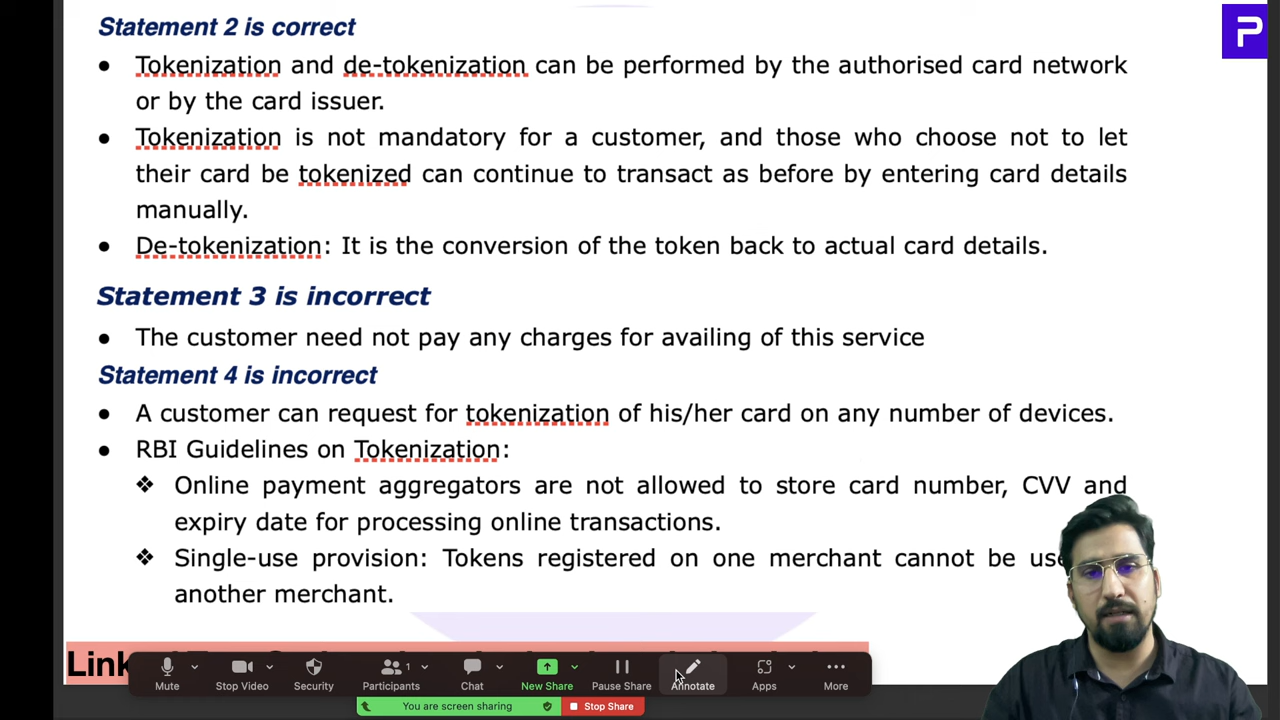 Statement 2 is correct
● Tokenization and de-tokenization can be performed by the authorised card network
or by the card issuer.
● Tokenization is not mandatory for a customer, and those who choose not to let
their card be tokenized can continue to transact as before by entering card details
manually.
● De-tokenization: It is the conversion of the token back to actual card details.
Statement 3 is incorrect
● The customer need not pay any charges for availing of this service
Statement 4 is incorrect
● A customer can request for tokenization of his/her card on any number of devices.
● RBI Guidelines on Tokenization:
❖ Online payment aggregators are not allowed to store card number, CVV and
expiry date for processing online transactions.
❖ Single-use provision: Tokens registered on one merchant cannot be
another merchant.
Mute
Stop Video
Security
Participants 1
Chat
New Share
Pause Share
Annotate
Apps
More
You are screen sharing
Stop Share